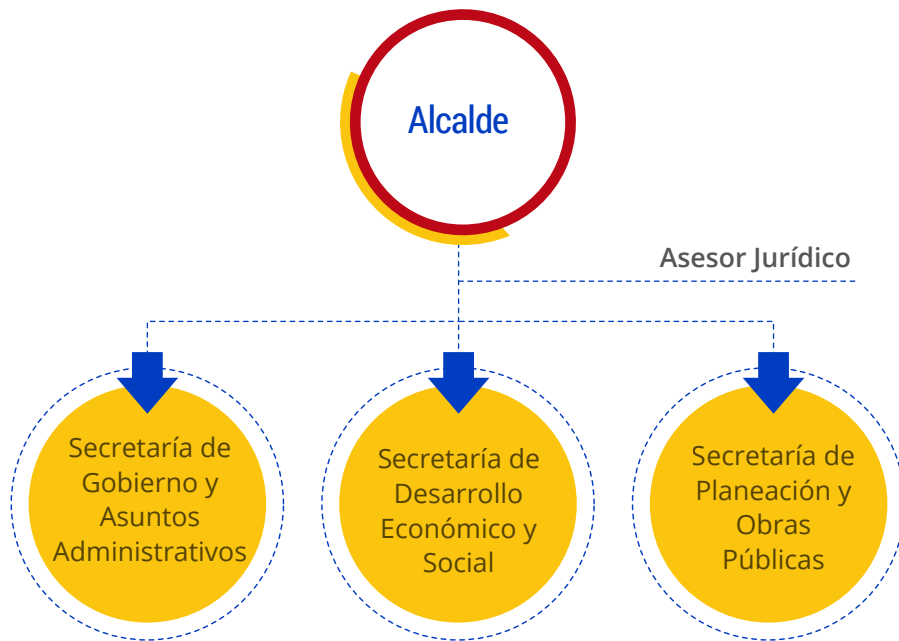 Alcalde
Asesor Jurídico
Secretaría de
Gobierno y
Asuntos
Administrativos
Secretaría de
Desarrollo
Económico y
Social
Secretaría de
Planeación y
Obras
Públicas